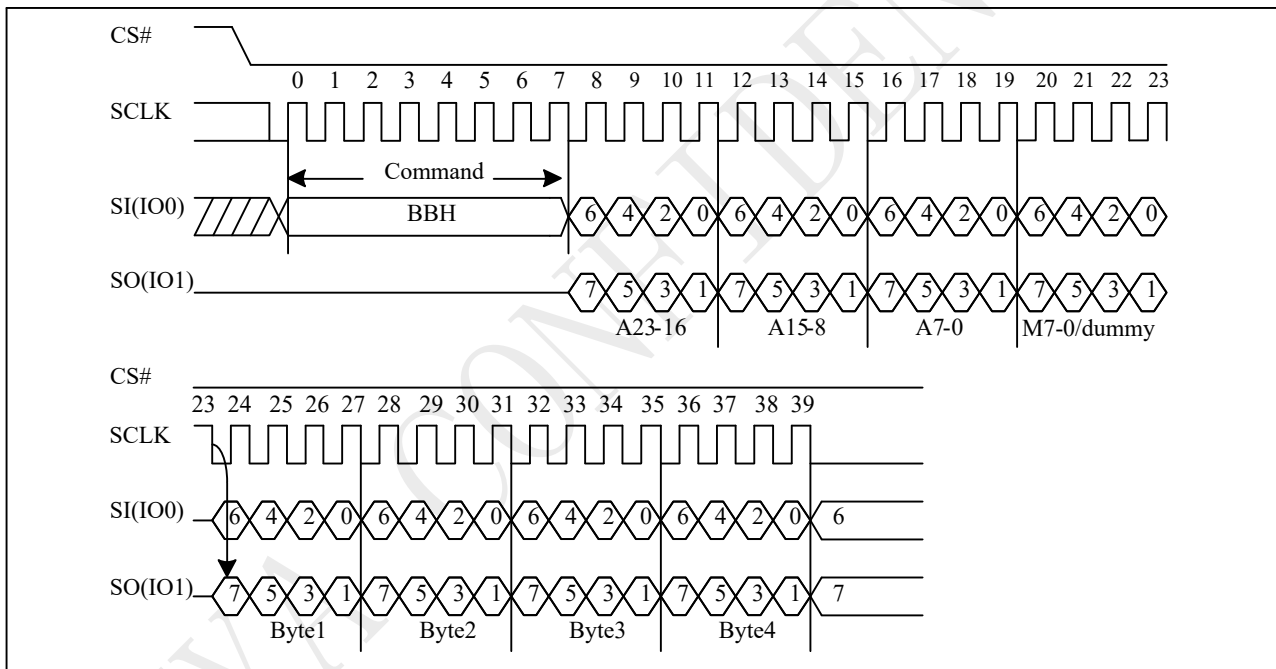 CS#
0 1 2 3 4 5 6 7 8 9 10 11 12 13 14 15 16 17 18 19 20 21 22 23
SCLK
Command
SI(IO0) BBH 6 4 2 0 6 4 2 0 6 4 2 0 6 4 2 0
SO(IO1) 7 5 3 1 7 5 3 1 7 5 3 1 7 5 3 1
A23-16 A15-8 A7-0 M7-0/dummy
CS#
23 24 25 26 27 28 29 30 31 32 33 34 35 36 37 38 39
SCLK
SI(IO0) 6 4 2 0 6 4 2 0 6 4 2 0 6 4 2 0 6
SO(IO1) 7 5 3 1 7 5 3 1 7 5 3 1 7 5 3 1 7
Byte1 Byte2 Byte3 Byte4